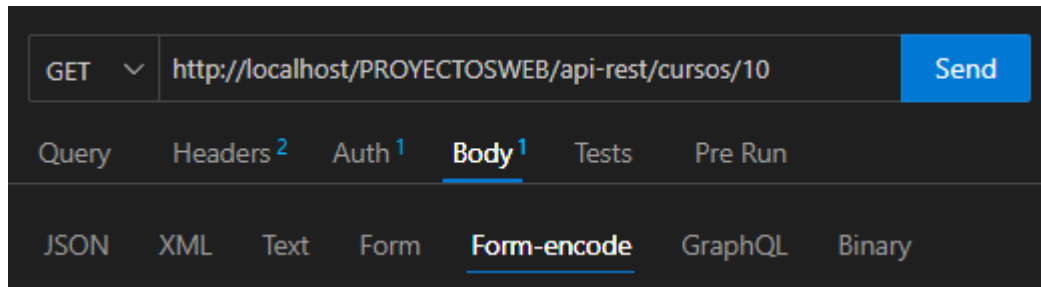 GET http://localhost/PROYECTOSWEB/api-rest/cursos/10 Send
Query Headers 2 Auth 1 Body 1 Tests Pre Run
JSON XML Text Form Form-encode GraphQL Binary